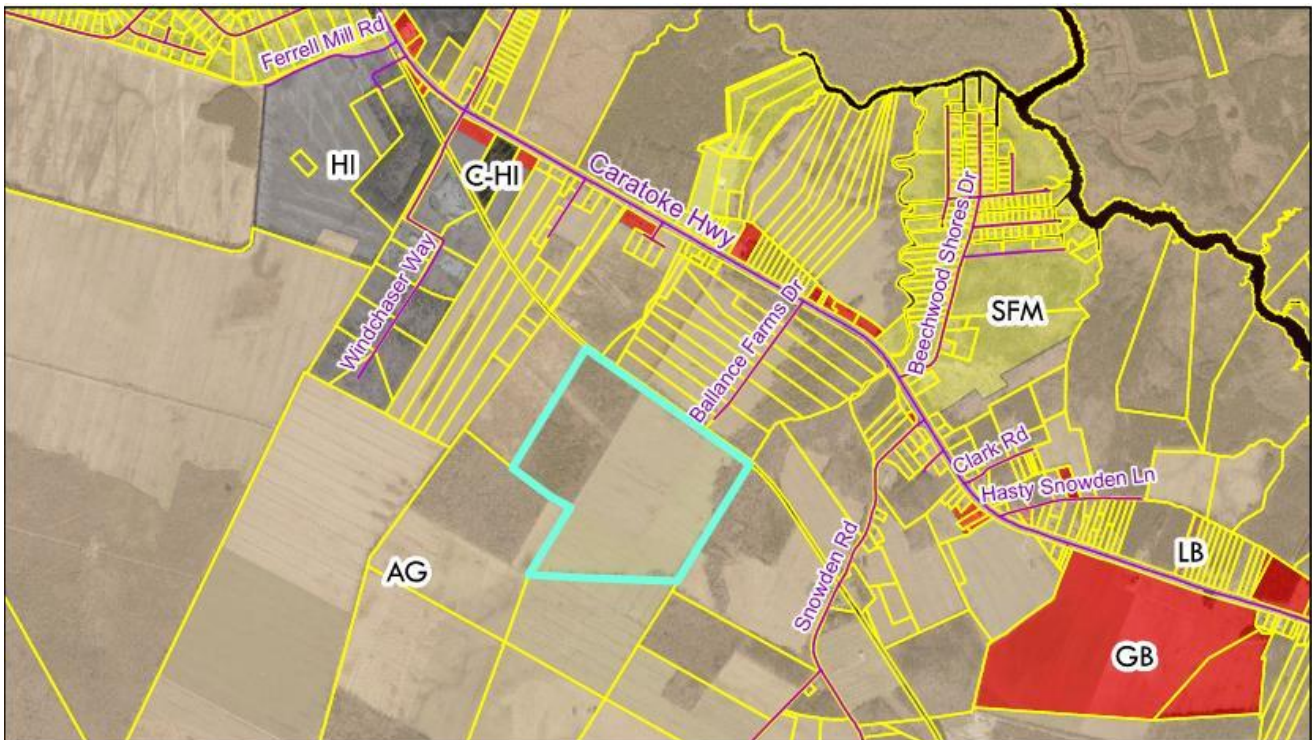 Ferrell Mill Rd
HI
C-HI
Caratoke Hwy
Windchaser Way
Ballance Farms Dr
Beechwood Shores Dr
SFM
Clark Rd
Hasty Snowden Ln
Snowden Rd
AG
LB
GB